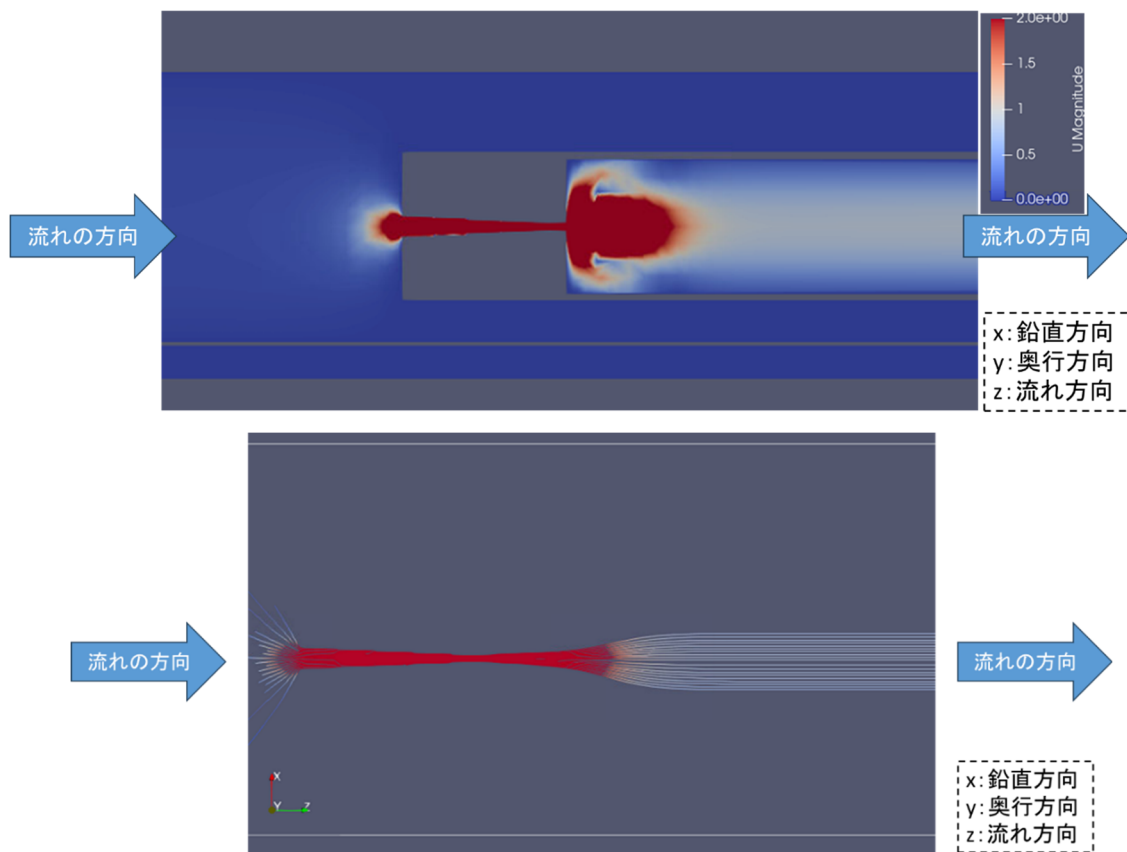 2.0e+00
1.5
1
0.5
0.0e+00
U Magnitude
流れの方向
流れの方向
x:鉛直方向
y:奥行方向
z:流れ方向
流れの方向
流れの方向
X
Y
Z
x:鉛直方向
y:奥行方向
z:流れ方向